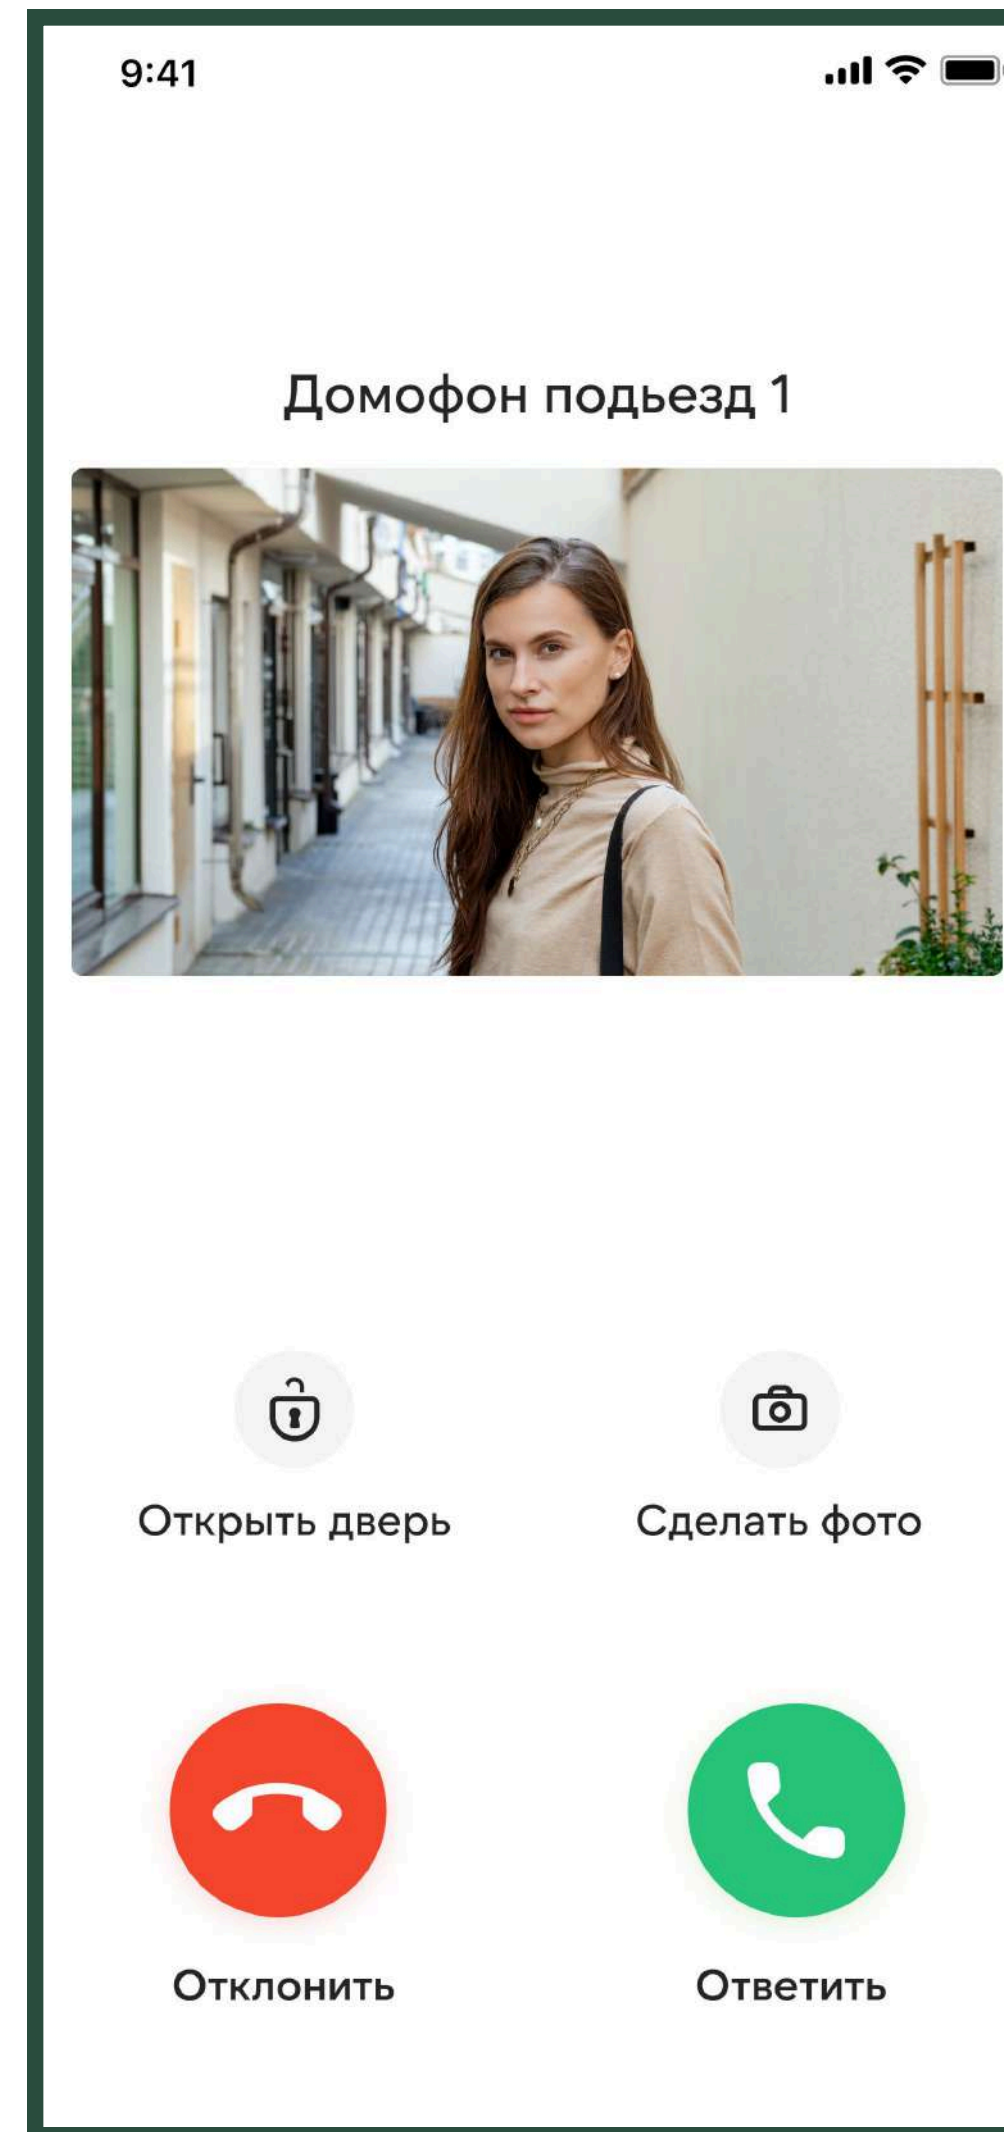 9:41
Домофон подьезд 1
Открыть дверь
Сделать фото
Отклонить
Ответить